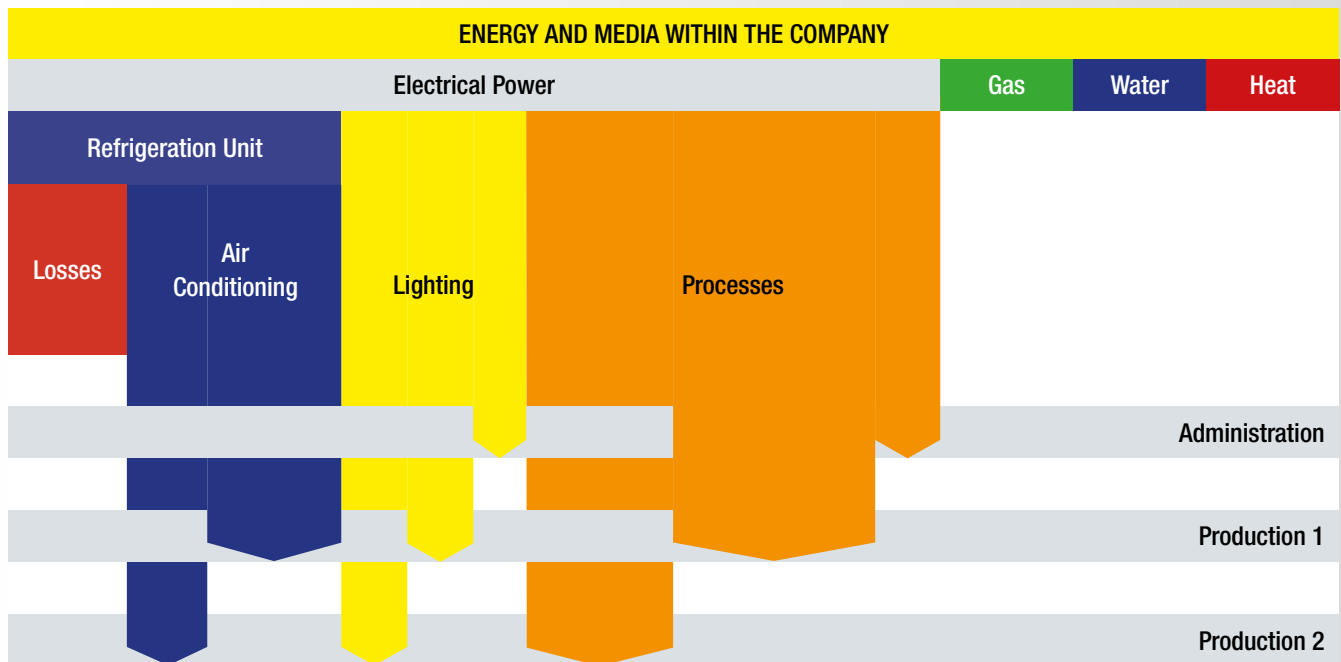 ENERGY AND MEDIA WITHIN THE COMPANY
Electrical Power
Gas
Water
Heat
Refrigeration Unit
Losses
Air
Conditioning
Lighting
Processes
Administration
Production 1
Production 2